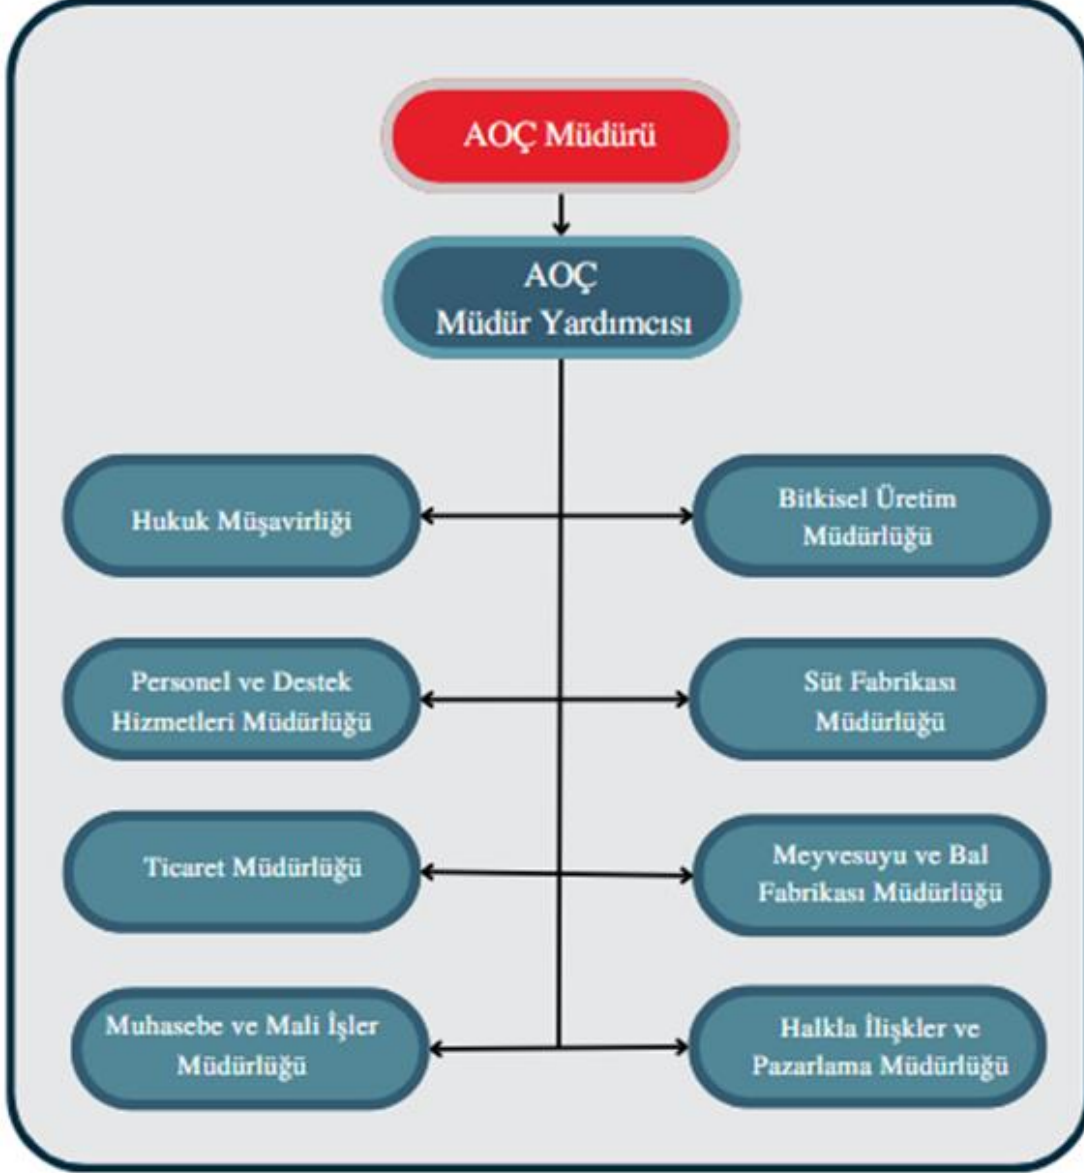 AOÇ Müdürü
AOÇ
Müdür Yardımcısı
Hukuk Müşavirliği
Bitkisel Üretim
Müdürlüğü
Personel ve Destek
Hizmetleri Müdürlüğü
Süt Fabrikası
Müdürlüğü
Ticaret Müdürlüğü
Meyvesuyu ve Bal
Fabrikası Müdürlüğü
Muhasebe ve Mali İşler
Müdürlüğü
Halkla İlişkler ve
Pazarlama Müdürlüğü